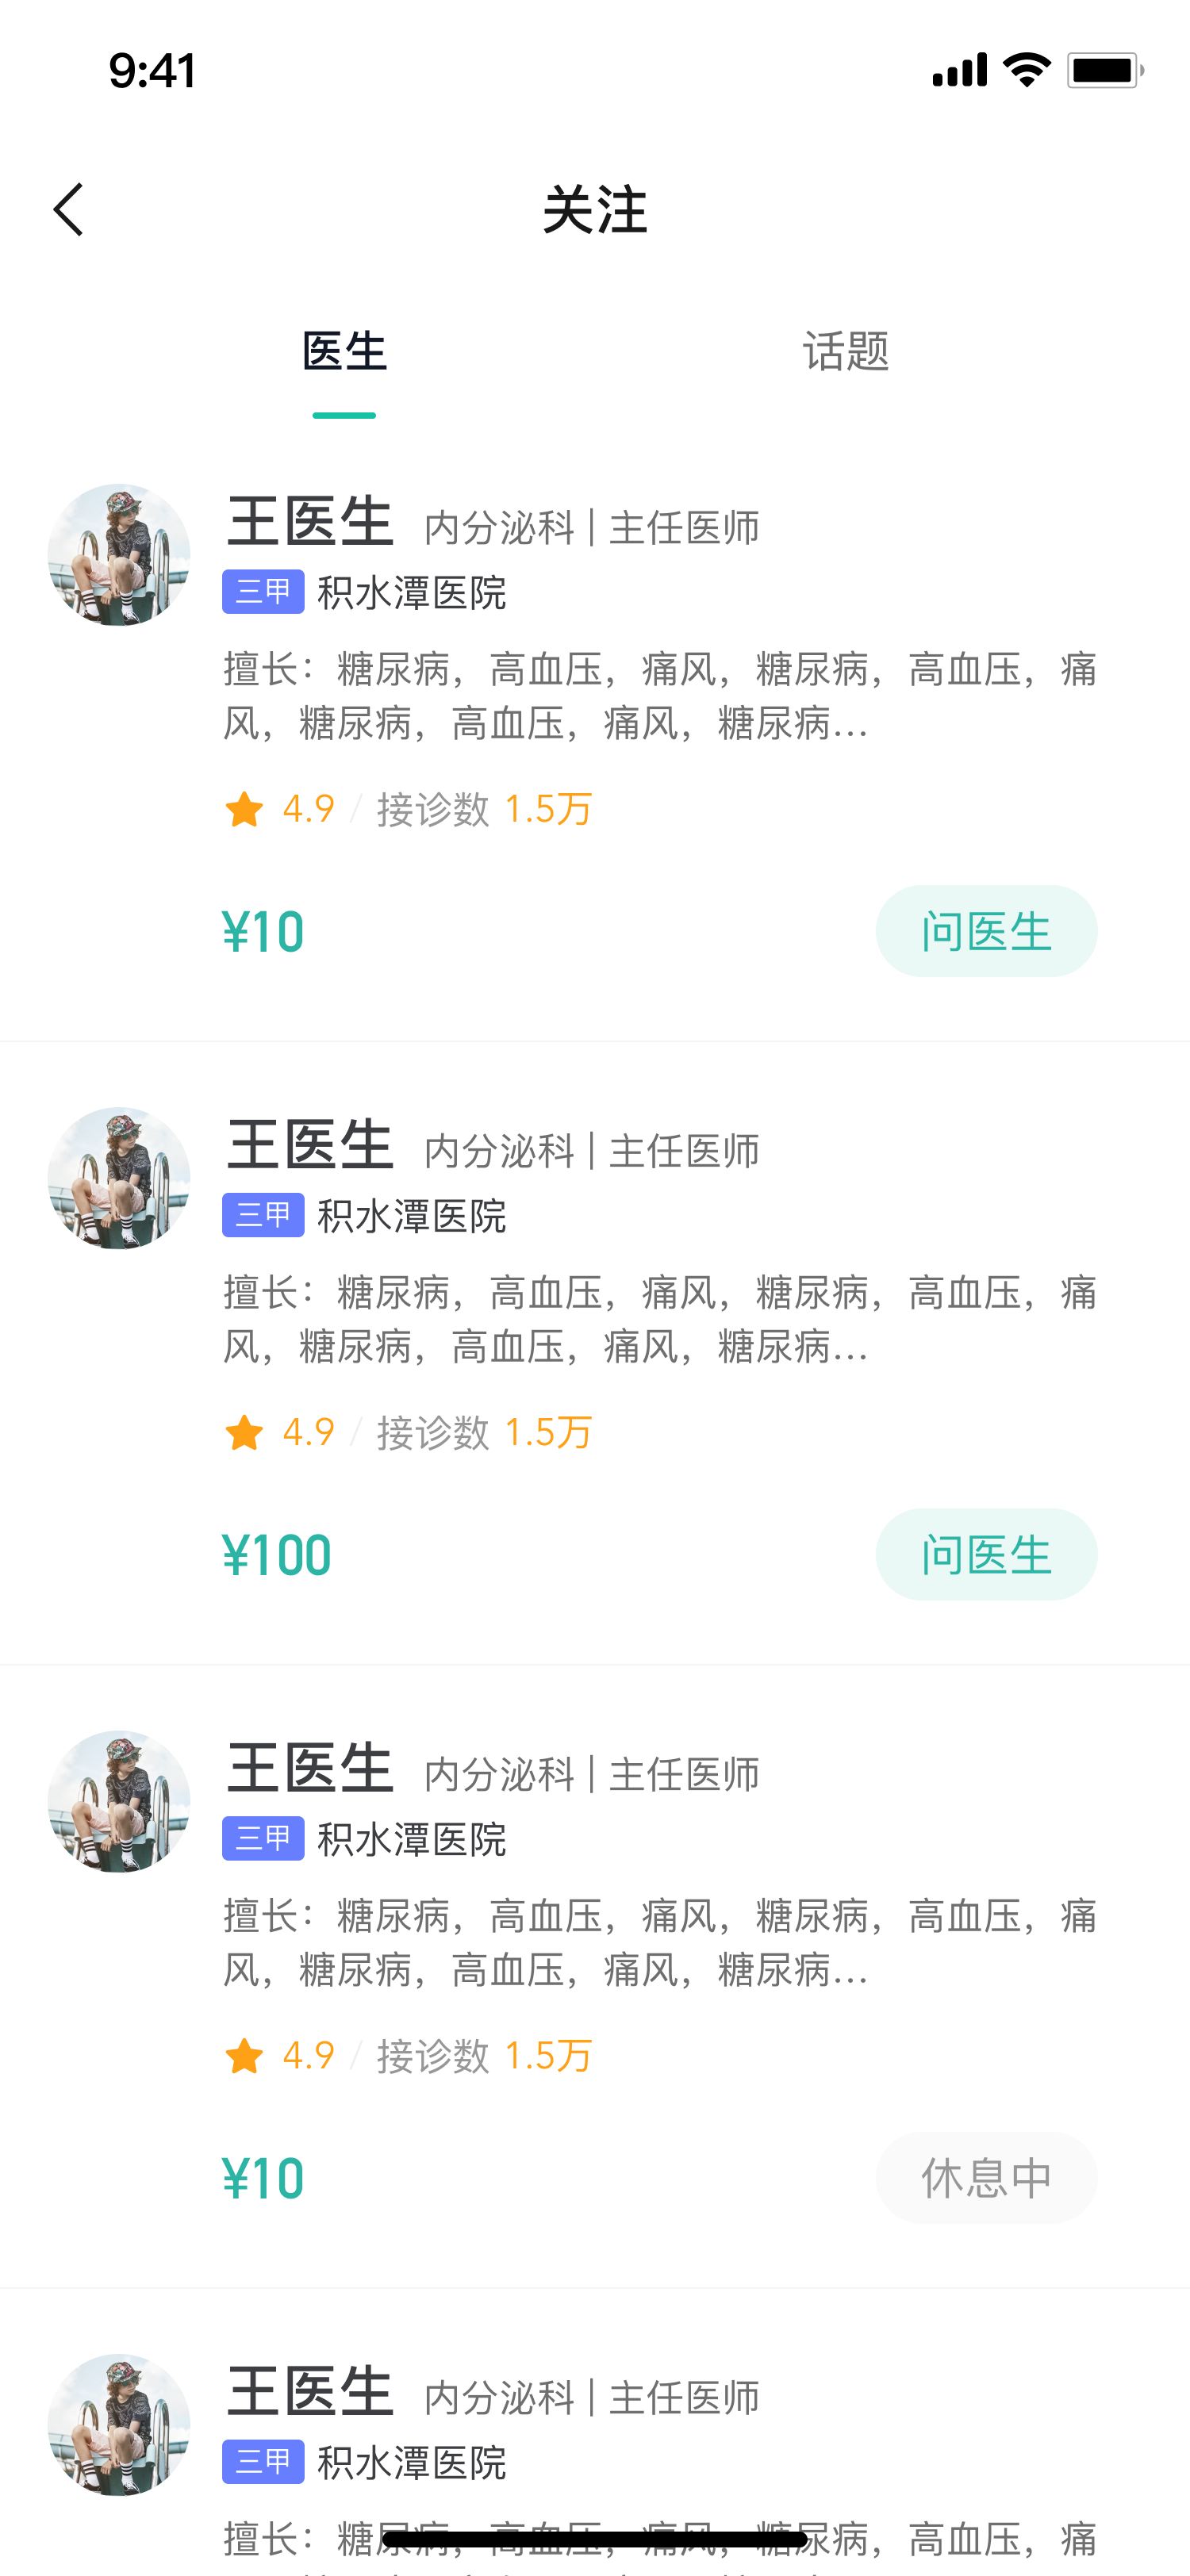 9:41
关注
医生 话题
王医生 内分泌科 | 主任医师
三甲 积水潭医院
擅长：糖尿病，高血压，痛风，糖尿病，高血压，痛
风，糖尿病，高血压，痛风，糖尿病...
4.9 / 接诊数 1.5万
¥10 问医生
王医生 内分泌科 | 主任医师
三甲 积水潭医院
擅长：糖尿病，高血压，痛风，糖尿病，高血压，痛
风，糖尿病，高血压，痛风，糖尿病...
4.9 / 接诊数 1.5万
¥100 问医生
王医生 内分泌科 | 主任医师
三甲 积水潭医院
擅长：糖尿病，高血压，痛风，糖尿病，高血压，痛
风，糖尿病，高血压，痛风，糖尿病...
4.9 / 接诊数 1.5万
¥10 休息中
王医生 内分泌科 | 主任医师
三甲 积水潭医院
擅长：糖尿病，高血压，痛风，糖尿病，高血压，痛